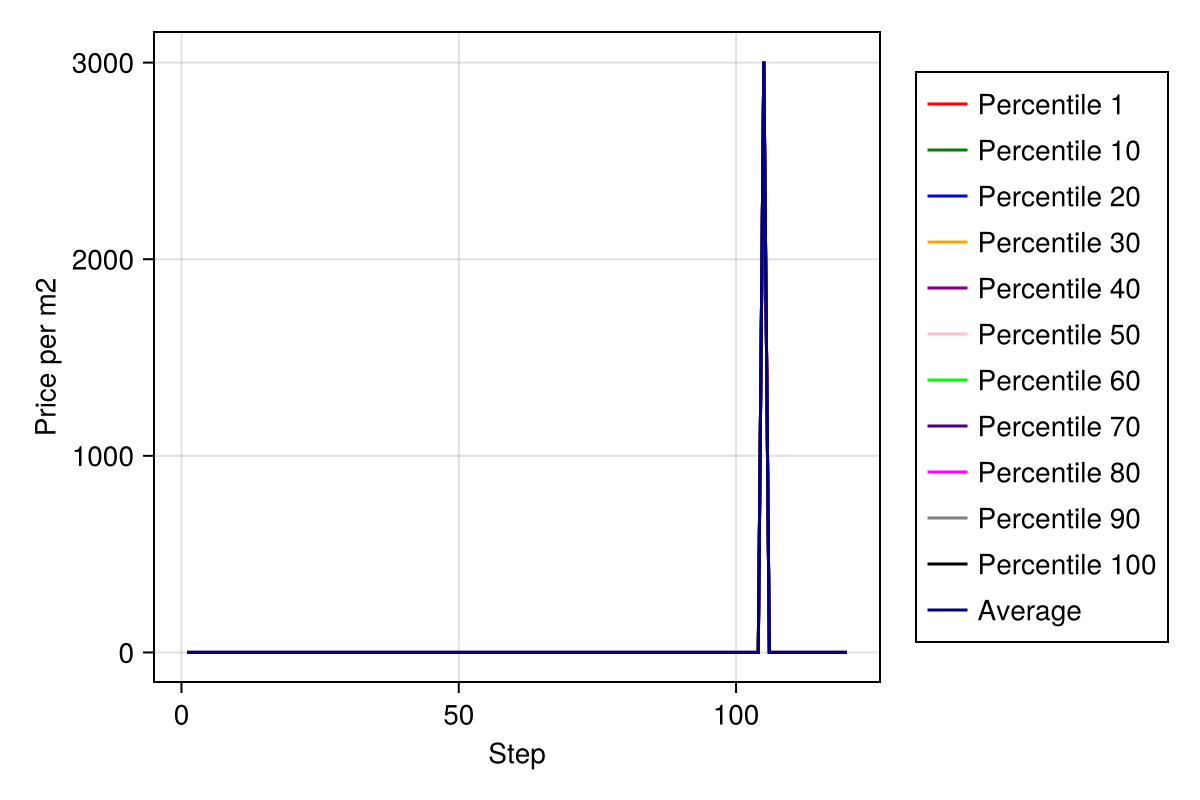 3000
2000
1000
0
Price per m2
0
50
100
Step
Percentile 1
Percentile 10
Percentile 20
Percentile 30
Percentile 40
Percentile 50
Percentile 60
Percentile 70
Percentile 80
Percentile 90
Percentile 100
Average